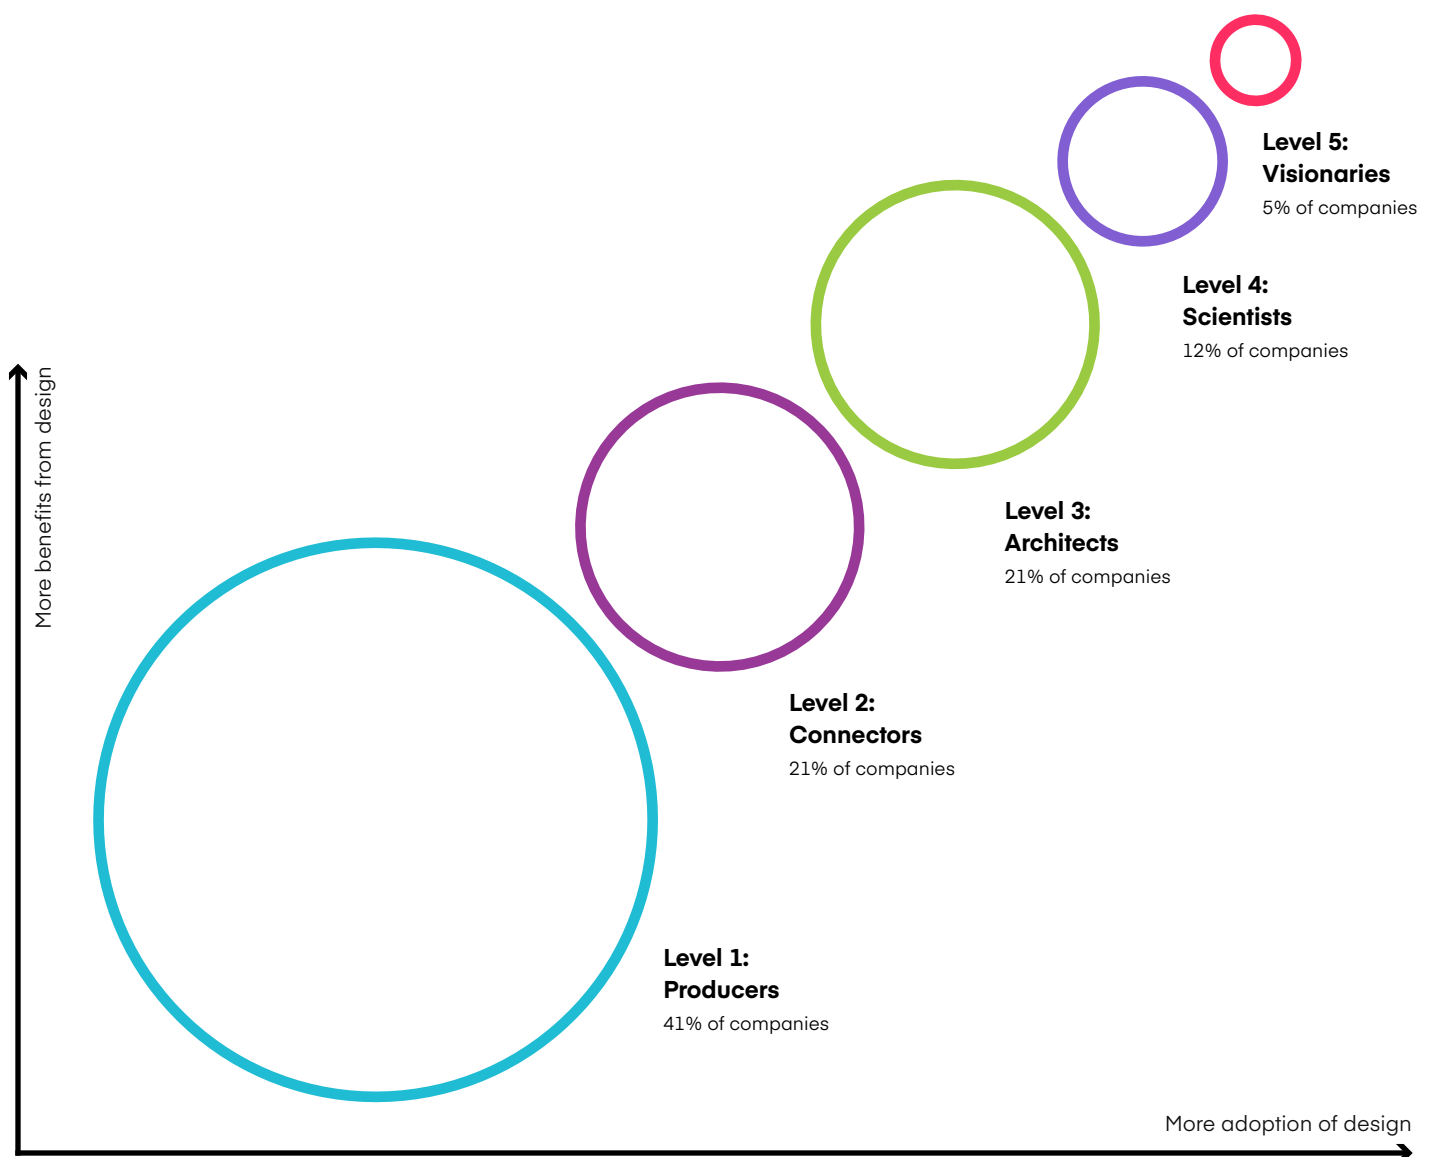 Level 5:
Visionaries
5% of companies
Level 4:
Scientists
12% of companies
More benefits from design
Level 3:
Architects
21% of companies
Level 2:
Connectors
21% of companies
Level 1:
Producers
41% of companies
More adoption of design